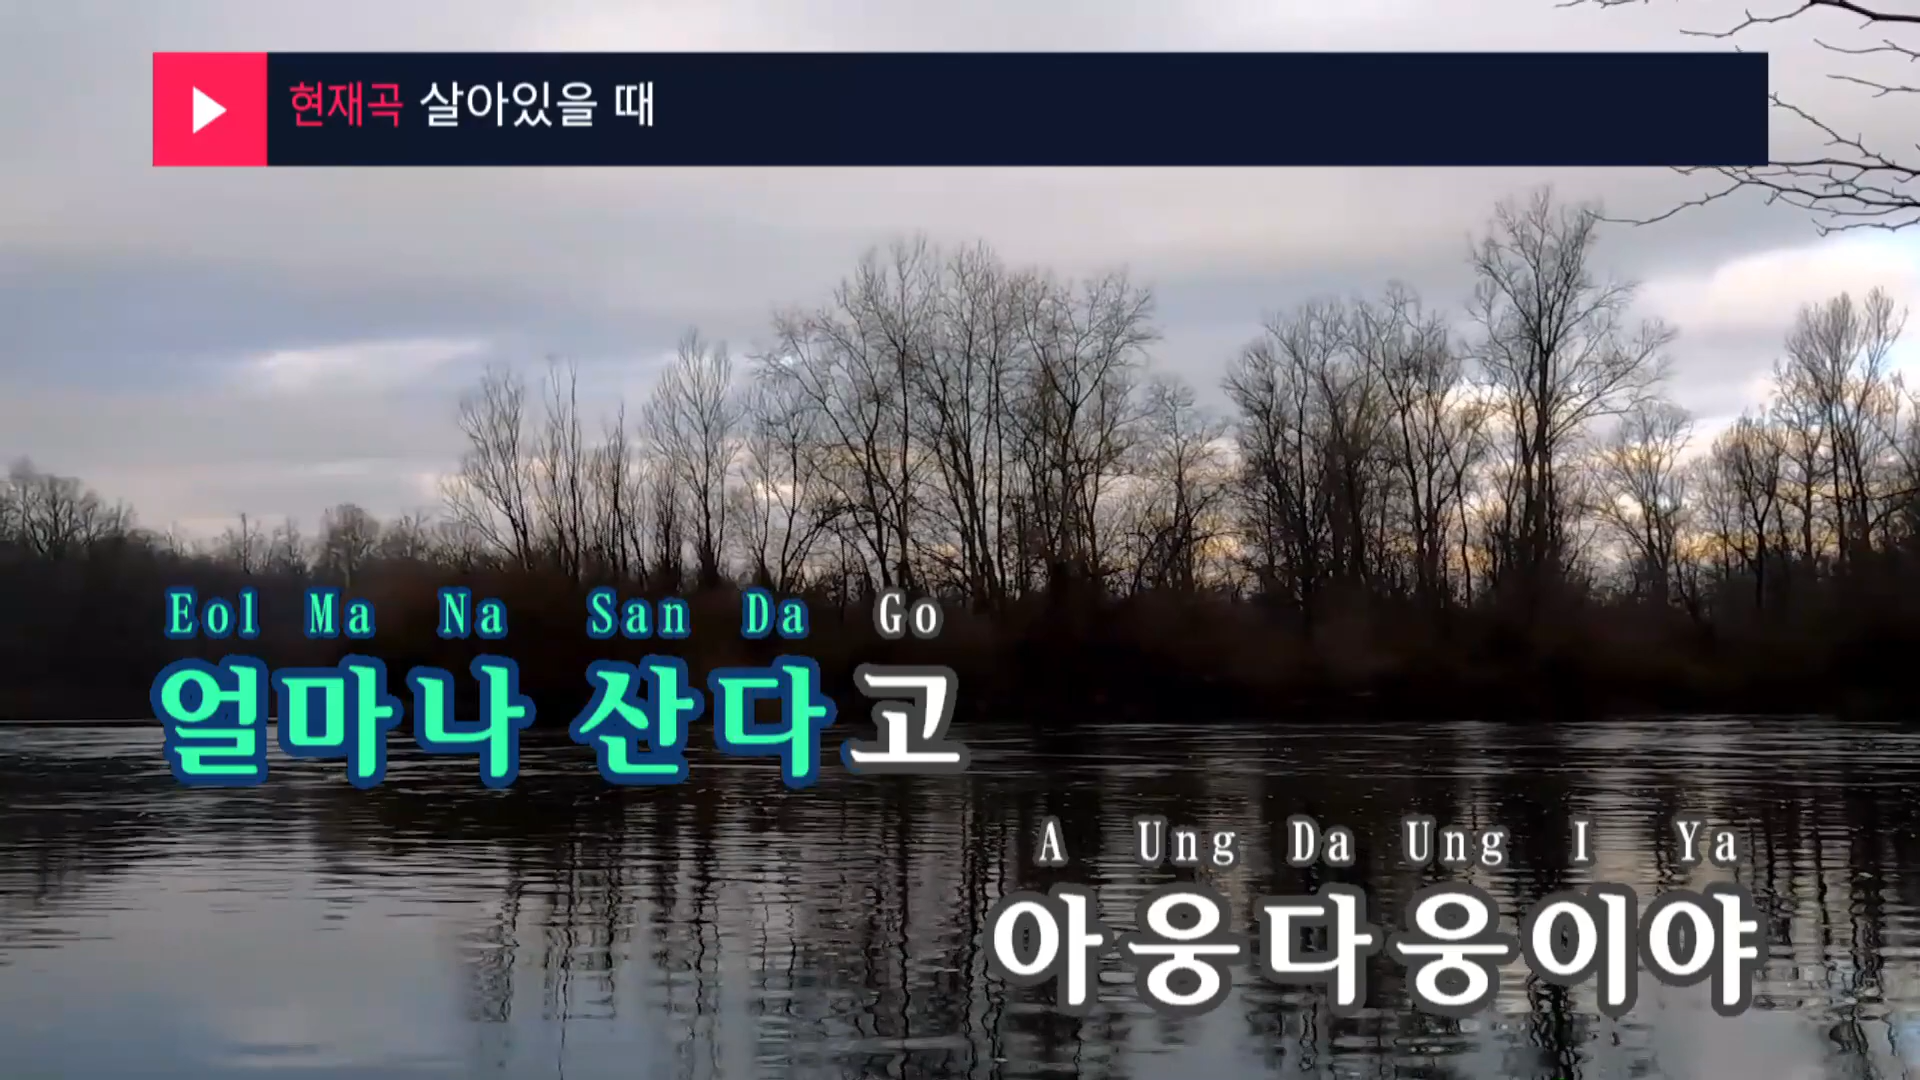 현재곡 살아있을 때
Eol Ma Na San Da Go
얼마나 산다고
A Ung Da Ung I Ya
아웅다웅이야